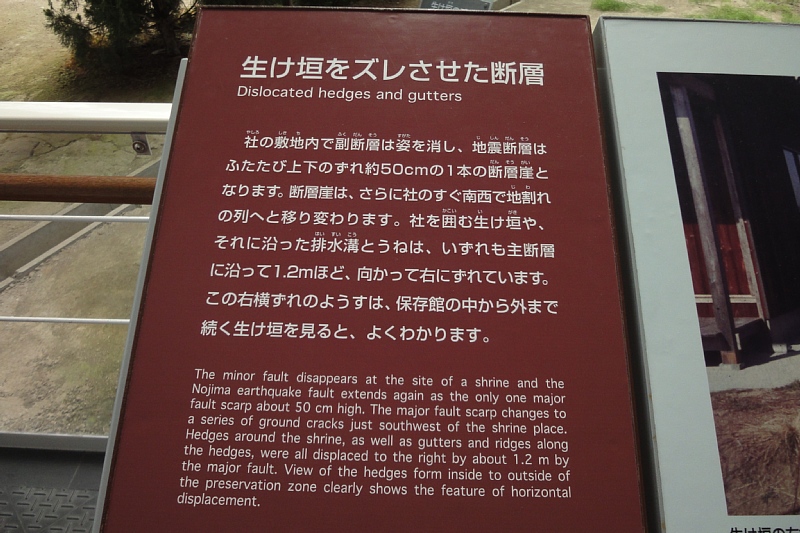 生け垣をズレさせた断層
Dislocated hedges and gutters
社の敷地内で副断層は姿を消し、地震断層は
ふたたび上下のずれ約50cmの1本の断層崖と
なります。断層崖は、さらに社のすぐ南西で地割れ
の列へと移り変わります。社を囲む生け垣や、
それに沿った排水溝とうねは、いずれも主断層
に沿って1.2mほど、向かって右にずれています。
この右横ずれのようすは、保存館の中から外まで
続く生け垣を見ると、よくわかります。
The minor fault disappears at the site of a shrine and the
Nojima earthquake fault extends again as the only one major
fault scarp about 50 cm high. The major fault scarp changes to
a series of ground cracks just southwest of the shrine place.
Hedges around the shrine, as well as gutters and ridges along
the hedges, were all displaced to the right by about 1.2 m by
the major fault. View of the hedges form inside to outside of
the preservation zone clearly shows the feature of horizontal
displacement.